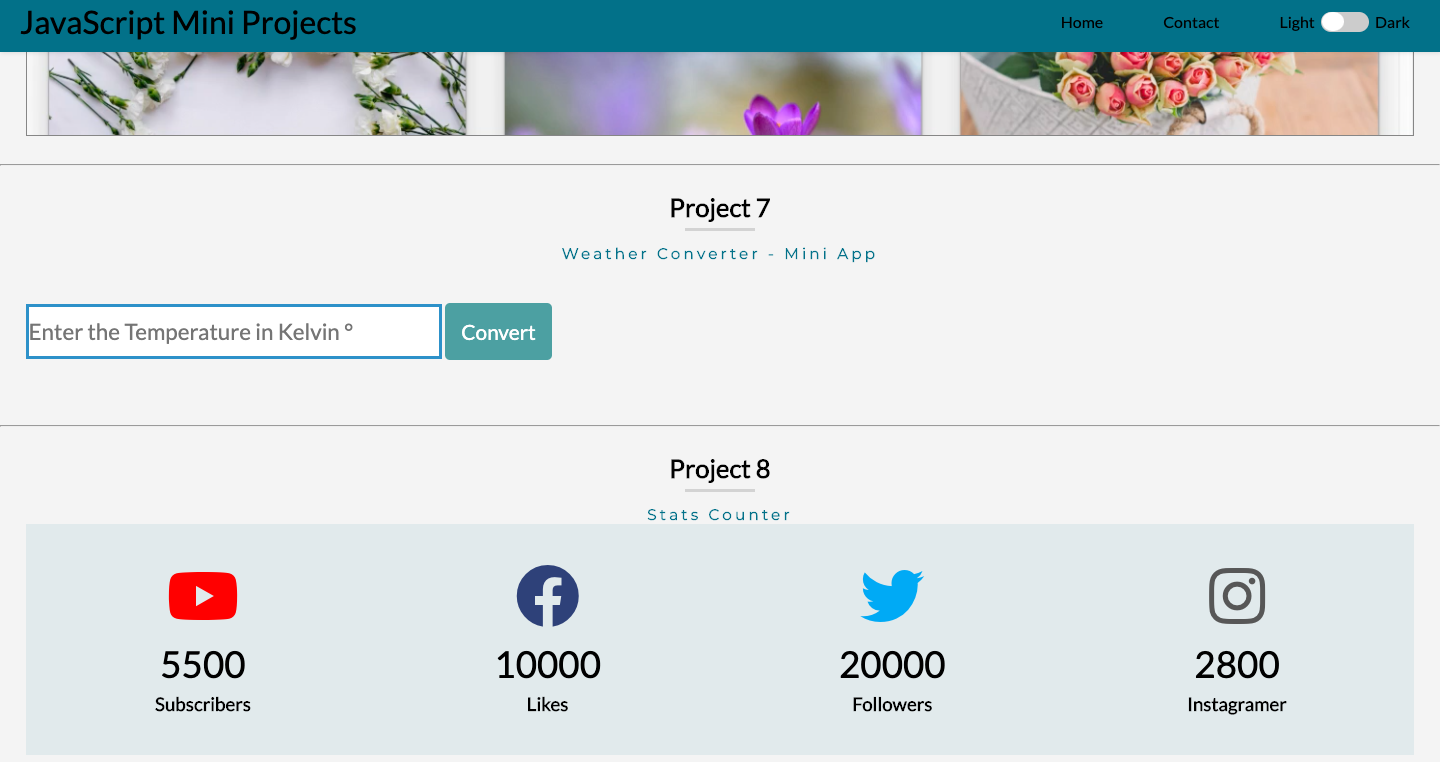 JavaScript Mini Projects
Home Contact Light Dark
Project 7
Weather Converter - Mini App
Enter the Temperature in Kelvin °
Convert
Project 8
Stats Counter
5500 10000 20000 2800
Subscribers Likes Followers Instagramer